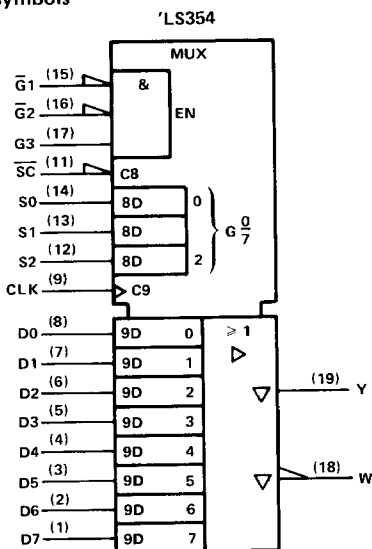 symbols
'LS354
MUX
G̅1 (15) &
G̅2 (16) EN
G3 (17)
S̅C̅ (11) C8
S0 (14) 8D 0
S1 (13) 8D G 0/7
S2 (12) 8D 2
CLK (9) C9
D0 (8) 9D 0 ≥ 1
D1 (7) 9D 1
D2 (6) 9D 2 (19) Y
D3 (5) 9D 3
D4 (4) 9D 4
D5 (3) 9D 5 (18) W
D6 (2) 9D 6
D7 (1) 9D 7